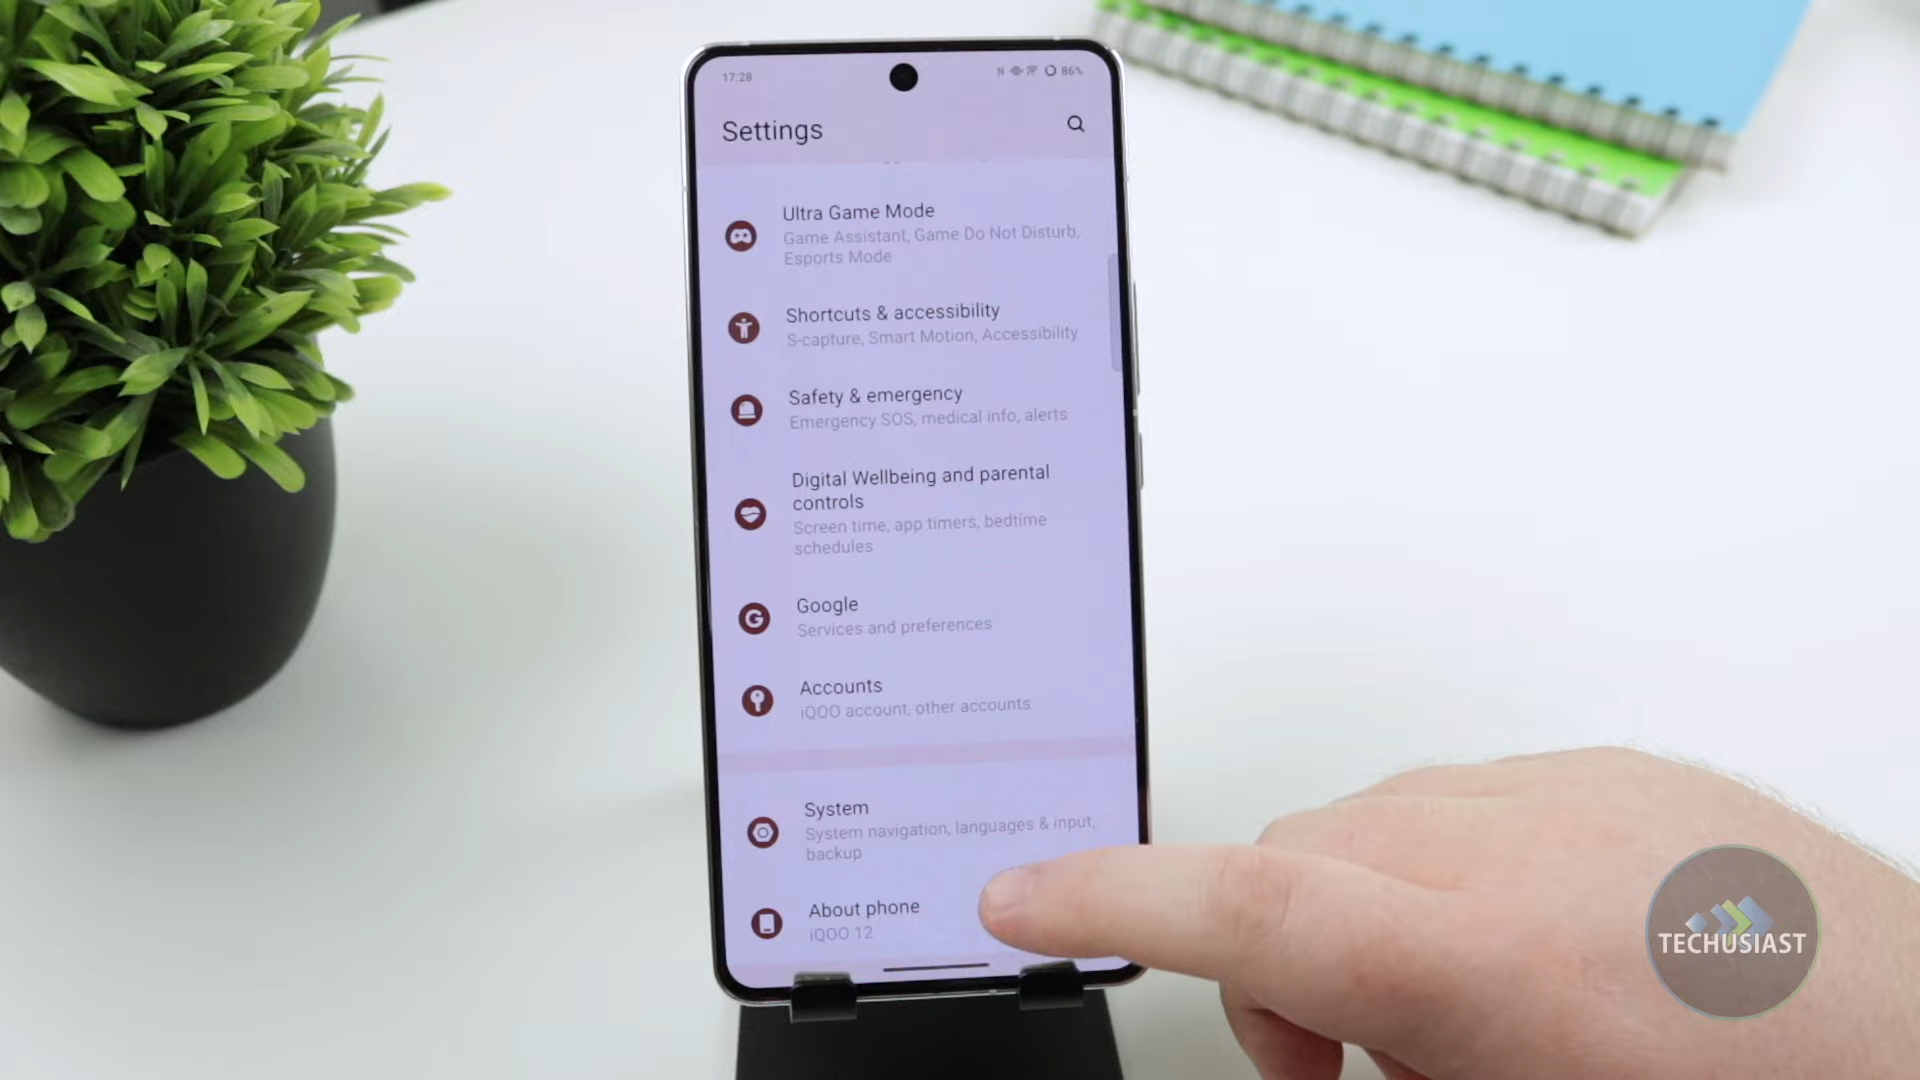 17:28
86%
Settings
Ultra Game Mode
Game Assistant, Game Do Not Disturb,
Esports Mode
Shortcuts & accessibility
S-capture, Smart Motion, Accessibility
Safety & emergency
Emergency SOS, medical info, alerts
Digital Wellbeing and parental
controls
Screen time, app timers, bedtime
schedules
Google
Services and preferences
Accounts
iQOO account, other accounts
System
System navigation, languages & input,
backup
About phone
iQOO 12
TECHUSIAST